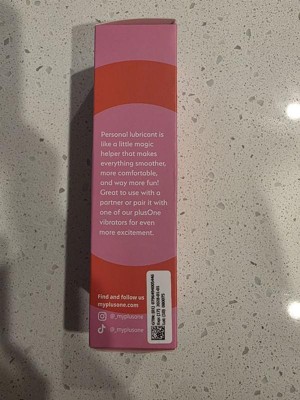 Personal lubricant is
like a little magic
helper that makes
everything smoother,
more comfortable,
and way more fun!
Great to use with a
partner or pair it with
one of our plusOne
vibrators for even
more excitement.
Find and follow us
myplusone.com
@_myplusone
@_myplusone